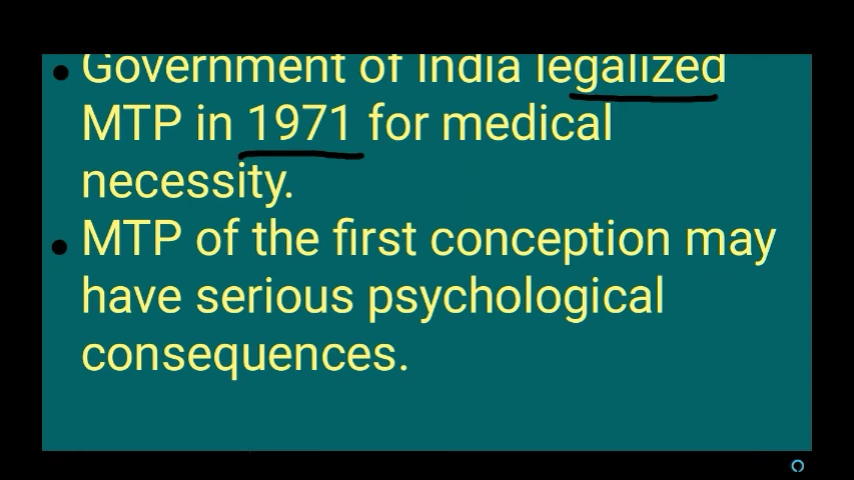 • Government of India legalized
MTP in 1971 for medical
necessity.
• MTP of the first conception may
have serious psychological
consequences.